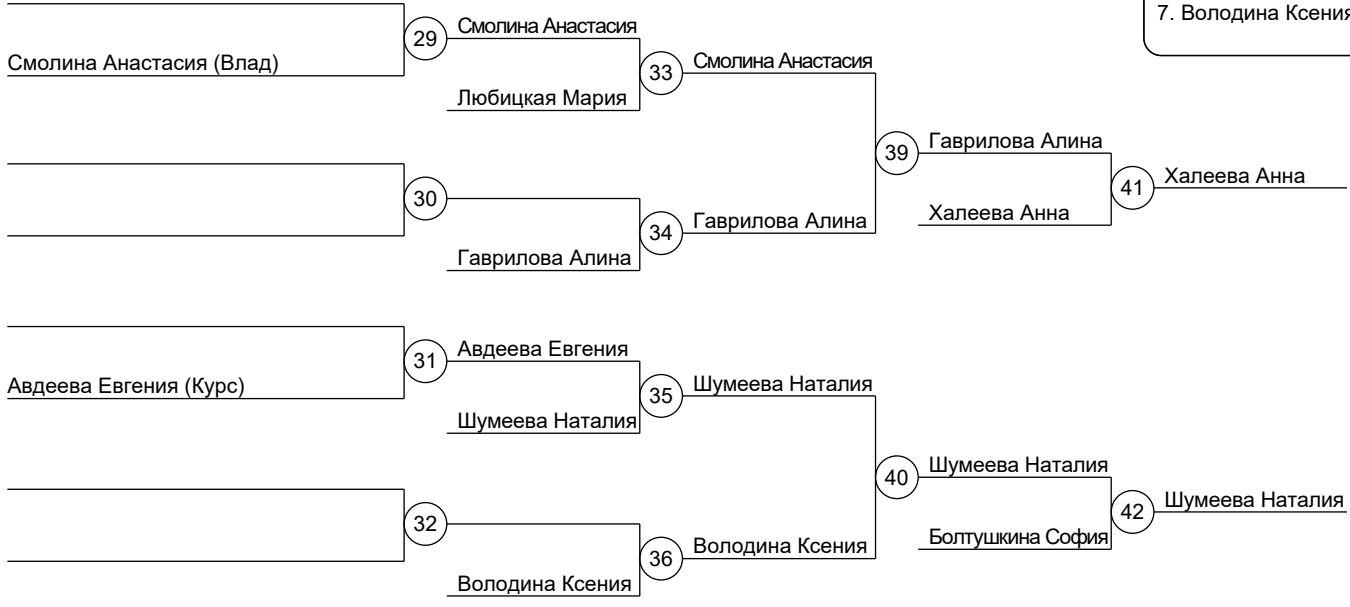 7. Володина Ксения
29
Смолина Анастасия
Смолина Анастасия (Влад)
33
Смолина Анастасия
Любицкая Мария
39
Гаврилова Алина
41
Халеева Анна
30
34
Гаврилова Алина
Халеева Анна
Гаврилова Алина
31
Авдеева Евгения
Авдеева Евгения (Курс)
35
Шумеева Наталия
Шумеева Наталия
40
Шумеева Наталия
42
Шумеева Наталия
32
36
Володина Ксения
Болтушкина София
Володина Ксения